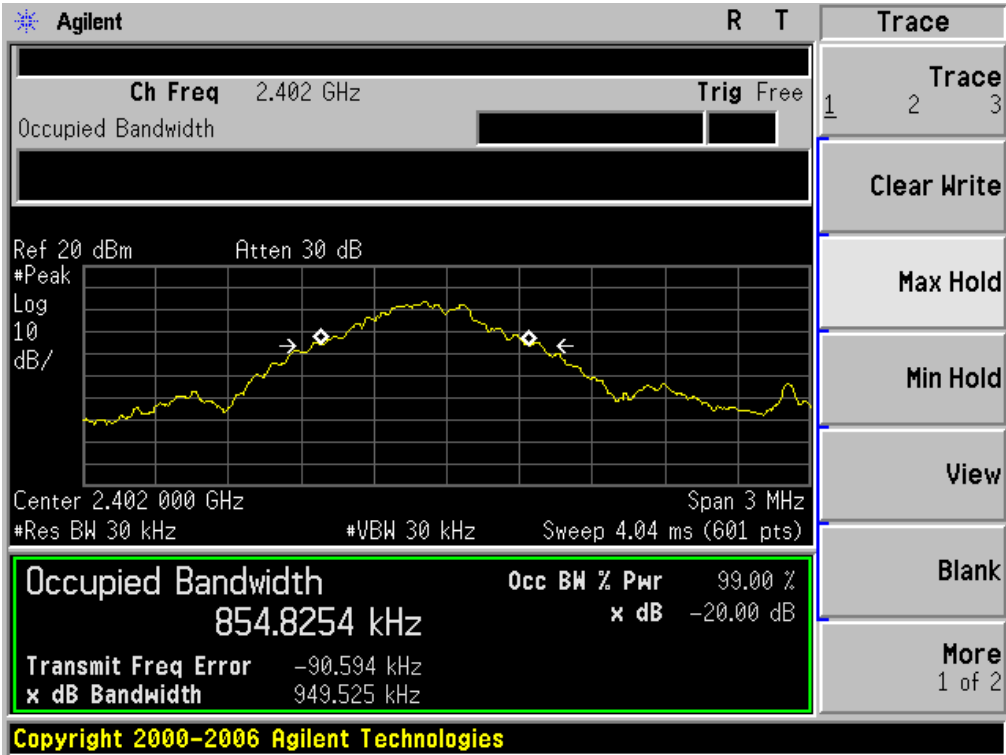 Agilent R T
Trace
Ch Freq 2.402 GHz Trig Free
Occupied Bandwidth
Trace
1 2 3
Clear Write
Max Hold
Min Hold
View
Blank
More
1 of 2
Ref 20 dBm Atten 30 dB
#Peak
Log
10
dB/
Center 2.402 000 GHz Span 3 MHz
#Res BW 30 kHz #VBW 30 kHz Sweep 4.04 ms (601 pts)
Occupied Bandwidth Occ BW % Pwr 99.00 %
854.8254 kHz x dB -20.00 dB
Transmit Freq Error -90.594 kHz
x dB Bandwidth 949.525 kHz
Copyright 2000-2006 Agilent Technologies